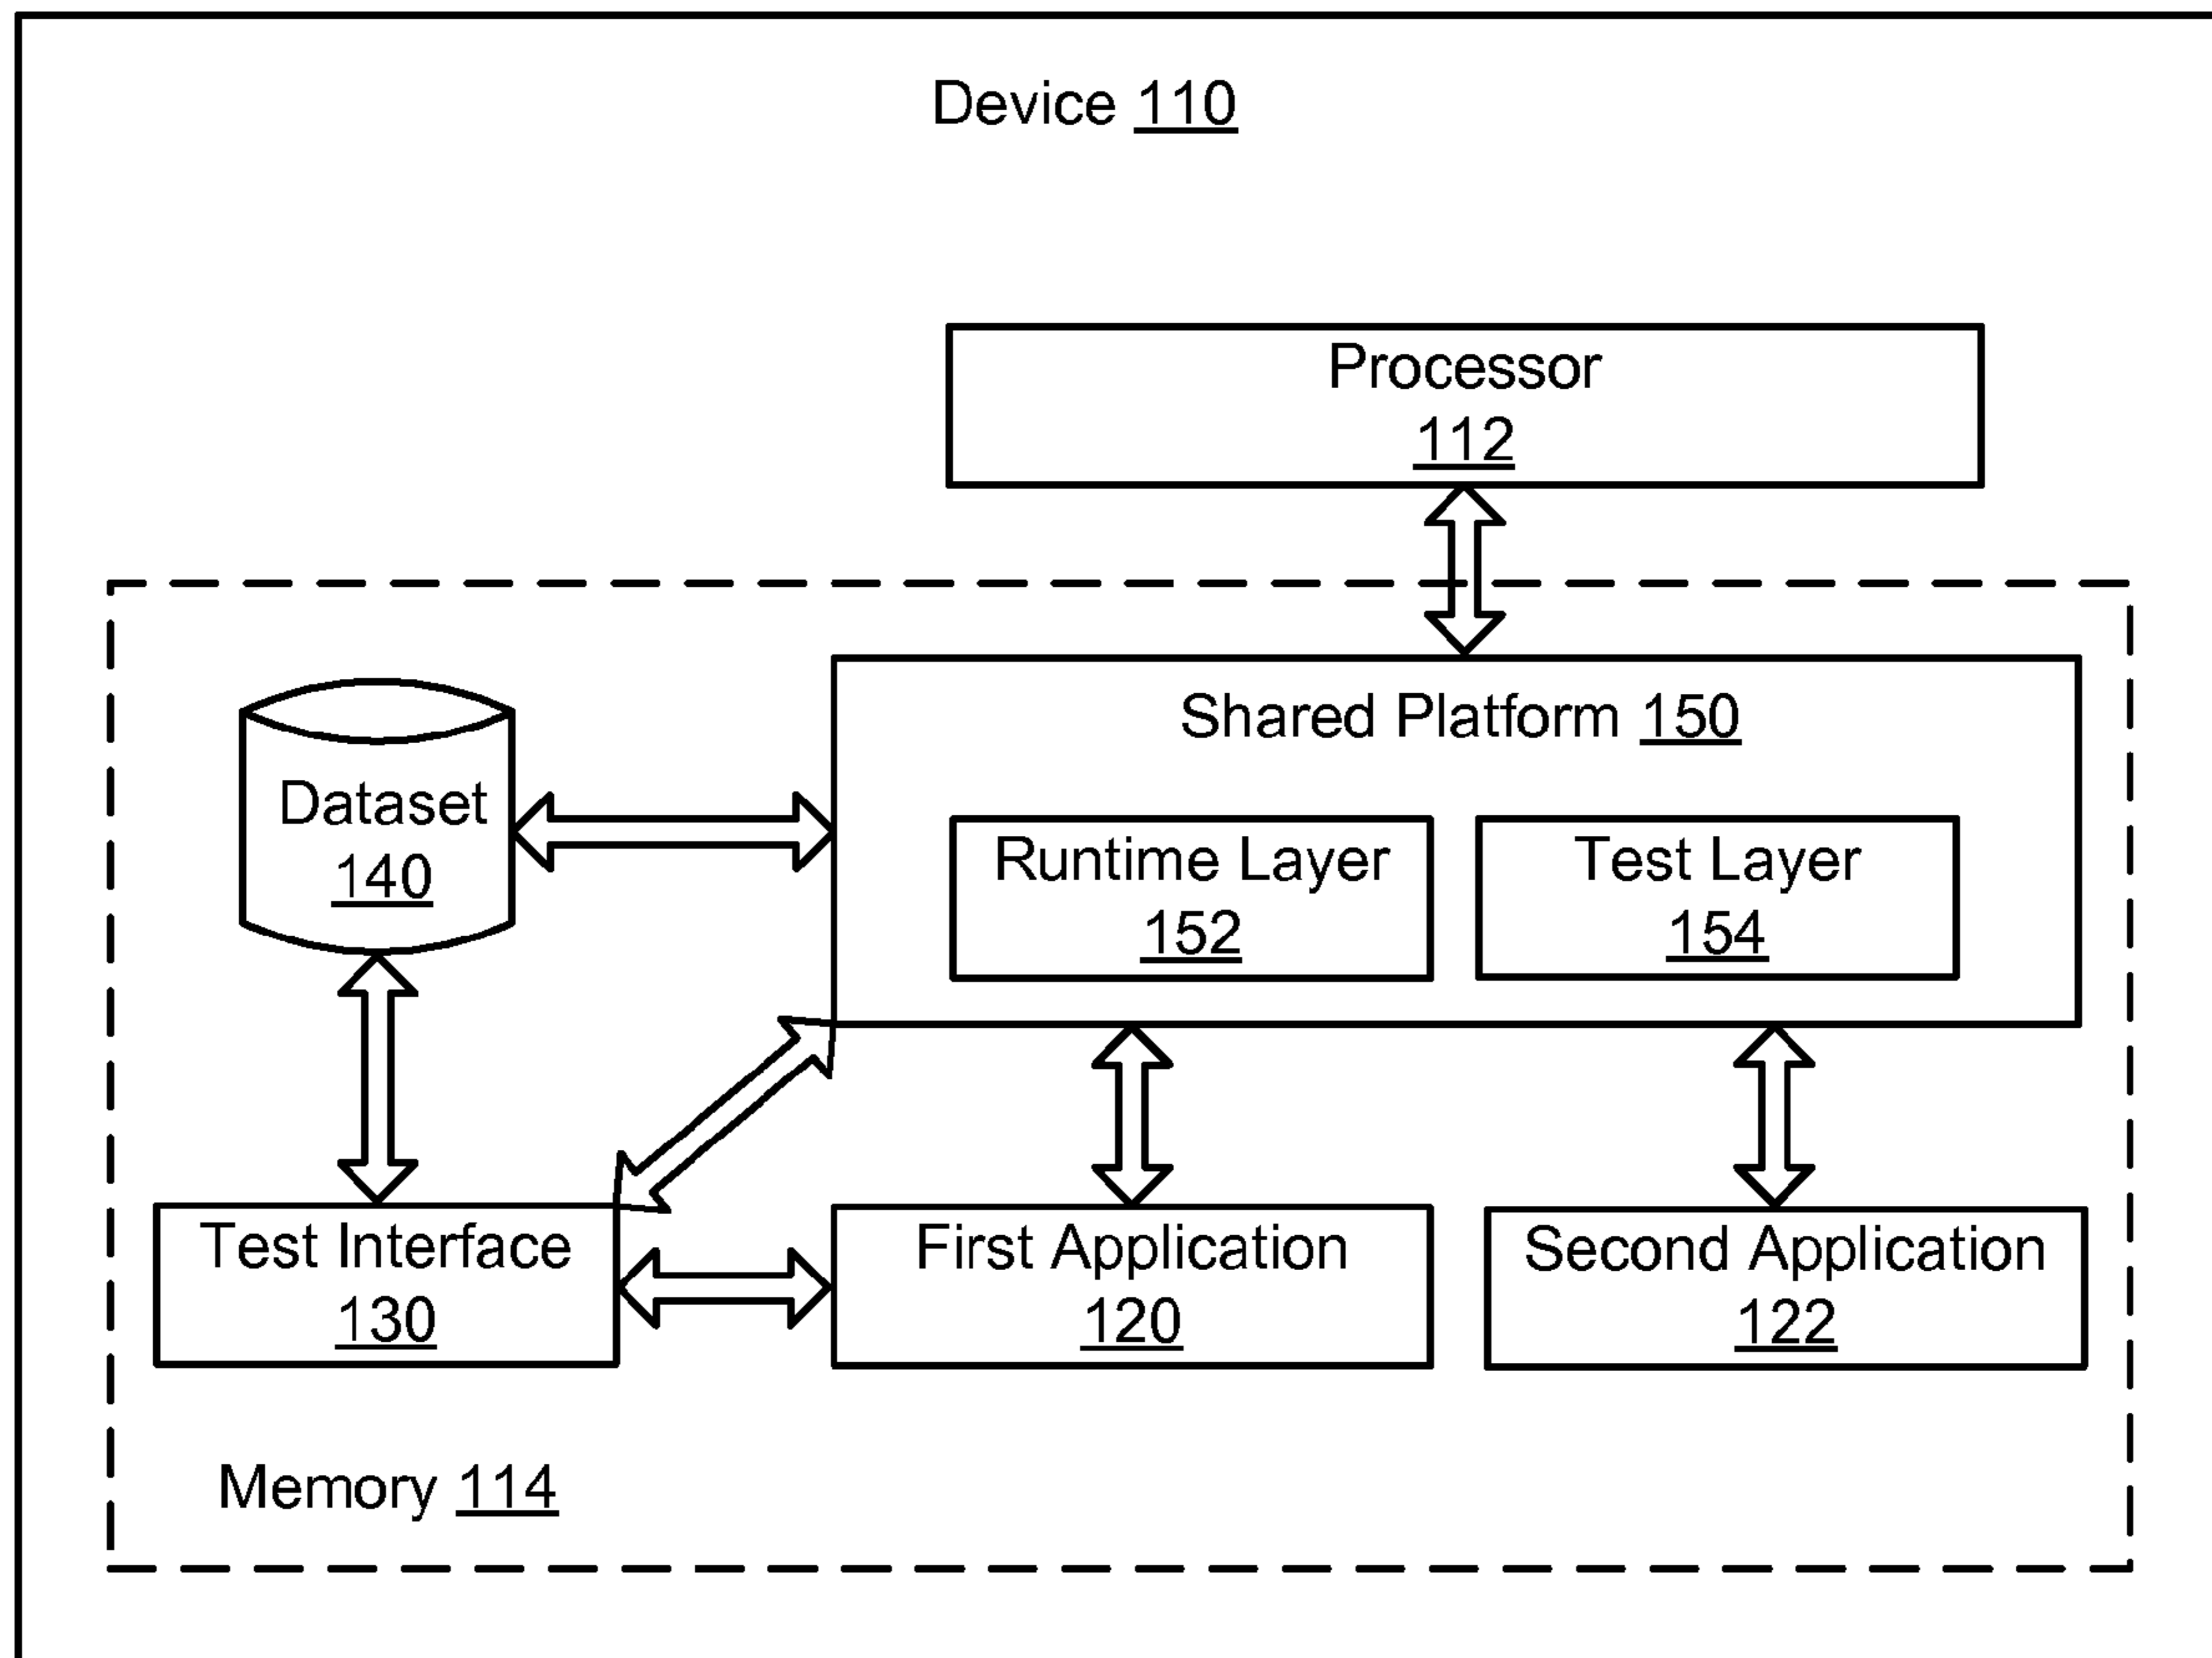 Device 110
Processor
112
Shared Platform 150
Dataset
140
Runtime Layer
152
Test Layer
154
Test Interface
130
First Application
120
Second Application
122
Memory 114